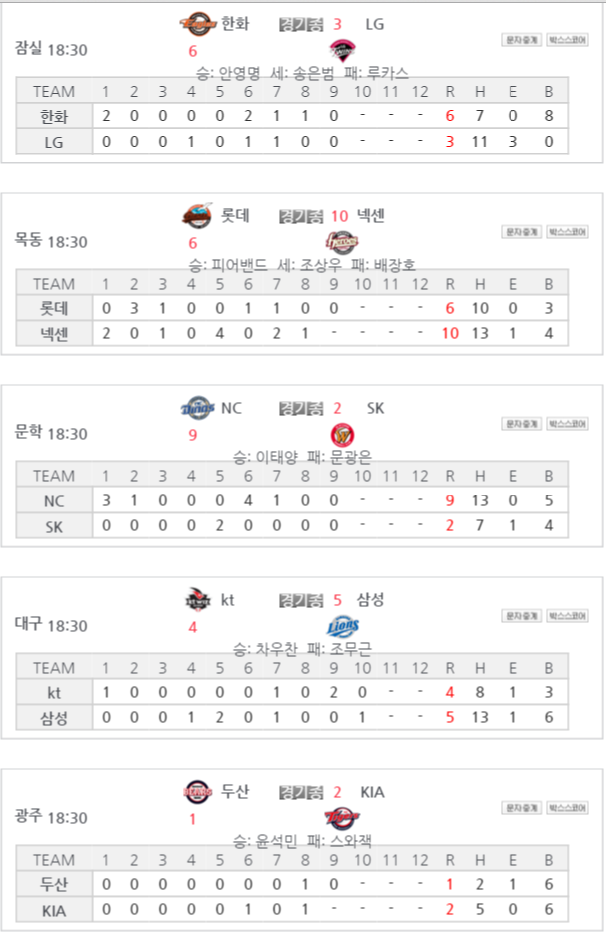 한화 경기종 3 LG
문자중계 박스스코어
잠실 18:30
6
승: 안영명 세: 송은범 패: 루카스
TEAM 1 2 3 4 5 6 7 8 9 10 11 12 R H E B
한화 2 0 0 0 0 2 1 1 0 - - - 6 7 0 8
LG 0 0 0 1 0 1 1 0 0 - - - 3 11 3 0
롯데 경기종 10 넥센
문자중계 박스스코어
목동 18:30
6
승: 피어밴드 세: 조상우 패: 배장호
TEAM 1 2 3 4 5 6 7 8 9 10 11 12 R H E B
롯데 0 3 1 0 0 1 1 0 0 - - - 6 10 0 3
넥센 2 0 1 0 4 0 2 1 - - - - 10 13 1 4
NC 경기종 2 SK
문자중계 박스스코어
문학 18:30
9
승: 이태양 패: 문광은
TEAM 1 2 3 4 5 6 7 8 9 10 11 12 R H E B
NC 3 1 0 0 0 4 1 0 0 - - - 9 13 0 5
SK 0 0 0 0 2 0 0 0 0 - - - 2 7 1 4
kt 경기종 5 삼성
문자중계 박스스코어
대구 18:30
4
Lions
승: 차우찬 패: 조무근
TEAM 1 2 3 4 5 6 7 8 9 10 11 12 R H E B
kt 1 0 0 0 0 0 1 0 2 0 - - 4 8 1 3
삼성 0 0 0 1 2 0 1 0 0 1 - - 5 13 1 6
두산 경기종 2 KIA
문자중계 박스스코어
광주 18:30
1
승: 윤석민 패: 스와잭
TEAM 1 2 3 4 5 6 7 8 9 10 11 12 R H E B
두산 0 0 0 0 0 0 0 1 0 - - - 1 2 1 6
KIA 0 0 0 0 0 1 0 1 - - - - 2 5 0 6